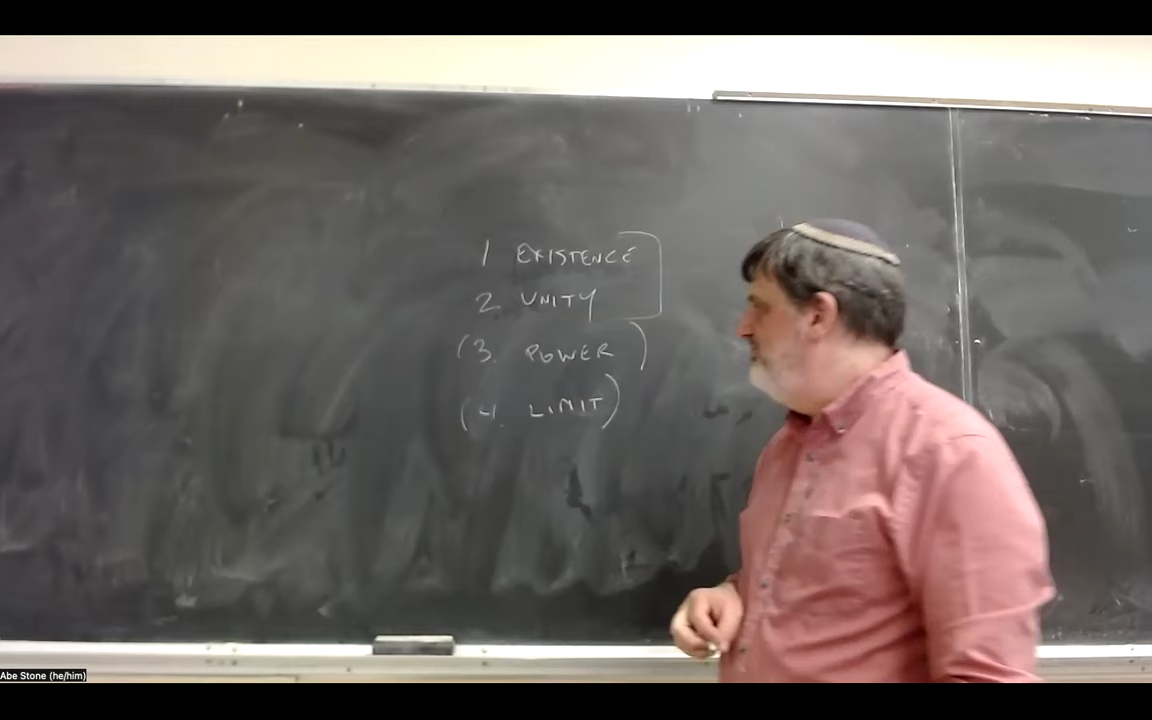 1 EXISTENCE
2 UNITY
(3. POWER)
(4. LIMIT)
Abe Stone (he/him)